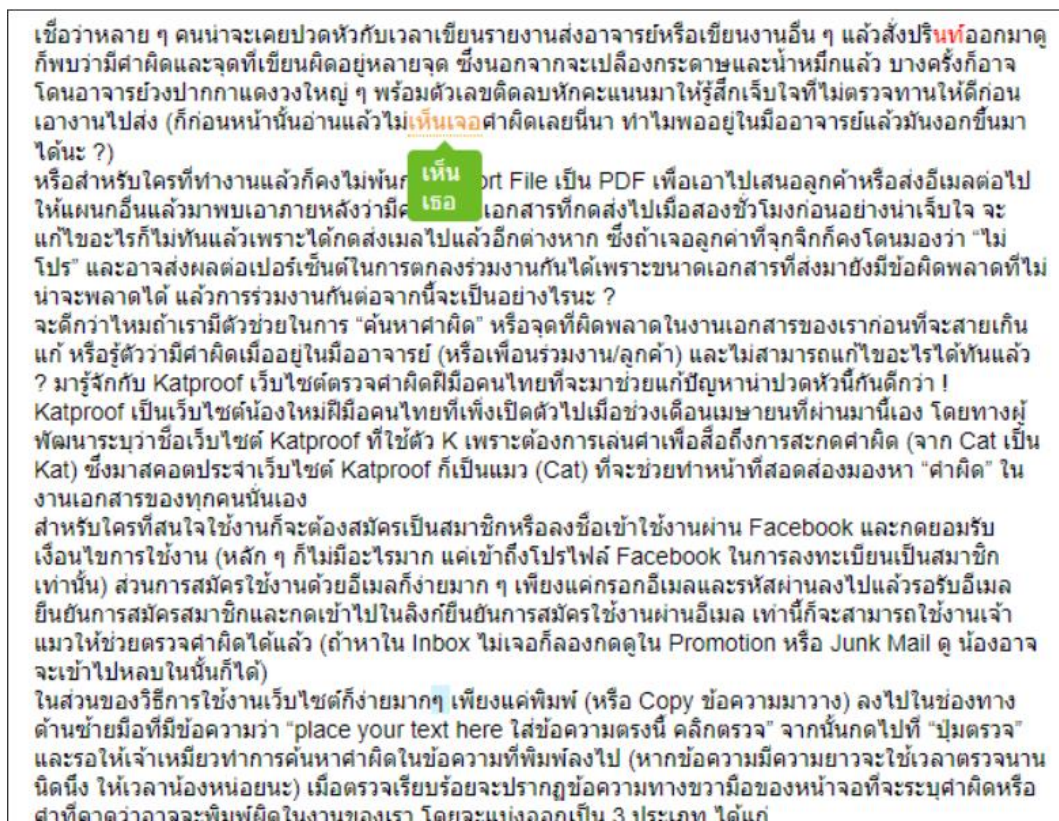 เชื่อว่าหลาย ๆ คนน่าจะเคยปวดหัวกับเวลาเขียนรายงานส่งอาจารย์หรือเขียนงานอื่น ๆ แล้วสั่งปรินท์ออกมาดู
ก็พบว่ามีคำผิดและจุดที่เขียนผิดอยู่หลายจุด ซึ่งนอกจากจะเปลืองกระดาษและน้ำหมึกแล้ว บางครั้งก็อาจ
โดนอาจารย์วงปากกาแดงวงใหญ่ ๆ พร้อมตัวเลขติดลบหักคะแนนมาให้รู้สึกเจ็บใจที่ไม่ตรวจทานให้ดีก่อน
เอางานไปส่ง (ก็ก่อนหน้านั้นอ่านแล้วไม่เห็นเจอคำผิดเลยนี่นา ทำไมพออยู่ในมืออาจารย์แล้วมันงอกขึ้นมา
ได้นะ ?)
เห็น
เธอ
หรือสำหรับใครที่ทำงานแล้วก็คงไม่พ้น ort File เป็น PDF เพื่อเอาไปเสนอลูกค้าหรือส่งอีเมลต่อไป
ให้แผนกอื่นแล้วมาพบเอาภายหลังว่ามี เอกสารที่กดส่งไปเมื่อสองชั่วโมงก่อนอย่างน่าเจ็บใจ จะ
แก้ไขอะไรก็ไม่ทันแล้วเพราะได้กดส่งเมลไปแล้วอีกต่างหาก ซึ่งถ้าเจอลูกค่าที่จุกจิกก็คงโดนมองว่า “ไม่
โปร” และอาจส่งผลต่อเปอร์เซ็นต์ในการตกลงร่วมงานกันได้เพราะขนาดเอกสารที่ส่งมายังมีข้อผิดพลาดที่ไม่
น่าจะพลาดได้ แล้วการร่วมงานกันต่อจากนี้จะเป็นอย่างไรนะ ?
จะดีกว่าไหมถ้าเรามีตัวช่วยในการ “ค้นหาคำผิด” หรือจุดที่ผิดพลาดในงานเอกสารของเราก่อนที่จะสายเกิน
แก้ หรือรู้ตัวว่ามีคำผิดเมื่ออยู่ในมืออาจารย์ (หรือเพื่อนร่วมงาน/ลูกค้า) และไม่สามารถแก้ไขอะไรได้ทันแล้ว
? มารู้จักกับ Katproof เว็บไซต์ตรวจคำผิดฝีมือคนไทยที่จะมาช่วยแก้ปัญหาน่าปวดหัวนี้กันดีกว่า !
Katproof เป็นเว็บไซต์น้องใหม่ฝีมือคนไทยที่เพิ่งเปิดตัวไปเมื่อช่วงเดือนเมษายนที่ผ่านมานี้เอง โดยทางผู้
พัฒนาระบุว่าชื่อเว็บไซต์ Katproof ที่ใช้ตัว K เพราะต้องการเล่นคำเพื่อสื่อถึงการสะกดคำผิด (จาก Cat เป็น
Kat) ซึ่งมาสคอตประจำเว็บไซต์ Katproof ก็เป็นแมว (Cat) ที่จะช่วยทำหน้าที่สอดส่องมองหา “คำผิด” ใน
งานเอกสารของทุกคนนั่นเอง
สำหรับใครที่สนใจใช้งานก็จะต้องสมัครเป็นสมาชิกหรือลงชื่อเข้าใช้งานผ่าน Facebook และกดยอมรับ
เงื่อนไขการใช้งาน (หลัก ๆ ก็ไม่มีอะไรมาก แค่เข้าถึงโปรไฟล์ Facebook ในการลงทะเบียนเป็นสมาชิก
เท่านั้น) ส่วนการสมัครใช้งานด้วยอีเมลก็ง่ายมาก ๆ เพียงแค่กรอกอีเมลและรหัสผ่านลงไปแล้วรอรับอีเมล
ยืนยันการสมัครสมาชิกและกดเข้าไปในลิงก์ยืนยันการสมัครใช้งานผ่านอีเมล เท่านี้ก็จะสามารถใช้งานเจ้า
แมวให้ช่วยตรวจคำผิดได้แล้ว (ถ้าหาใน Inbox ไม่เจอก็ลองกดดูใน Promotion หรือ Junk Mail ดู น้องอาจ
จะเข้าไปหลบในนั้นก็ได้)
ในส่วนของวิธีการใช้งานเว็บไซต์ก็ง่ายมากๆ เพียงแค่พิมพ์ (หรือ Copy ข้อความมาวาง) ลงไปในช่องทาง
ด้านซ้ายมือที่มีข้อความว่า “place your text here ใส่ข้อความตรงนี้ คลิกตรวจ” จากนั้นกดไปที่ “ปุ่มตรวจ”
และรอให้เจ้าเหมียวทำการค้นหาคำผิดในข้อความที่พิมพ์ลงไป (หากข้อความมีความยาวจะใช้เวลาตรวจนาน
นิดนึง ให้เวลาน้องหน่อยนะ) เมื่อตรวจเรียบร้อยจะปรากฏข้อความทางขวามือของหน้าจอที่จะระบุคำผิดหรือ
คำที่คาดว่าอาจจะพิมพ์ผิดในงานของเรา โดยจะแบ่งออกเป็น 3 ประเภท ได้แก่